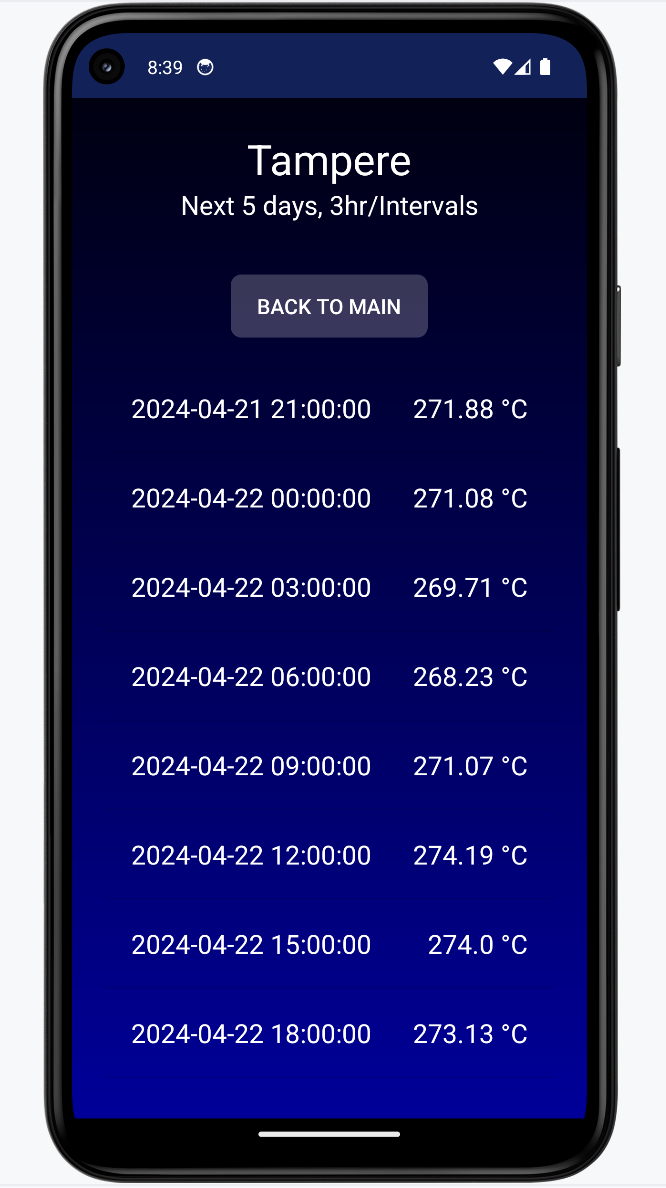 8:39
Tampere
Next 5 days, 3hr/Intervals
BACK TO MAIN
2024-04-21 21:00:00 271.88 °C
2024-04-22 00:00:00 271.08 °C
2024-04-22 03:00:00 269.71 °C
2024-04-22 06:00:00 268.23 °C
2024-04-22 09:00:00 271.07 °C
2024-04-22 12:00:00 274.19 °C
2024-04-22 15:00:00 274.0 °C
2024-04-22 18:00:00 273.13 °C